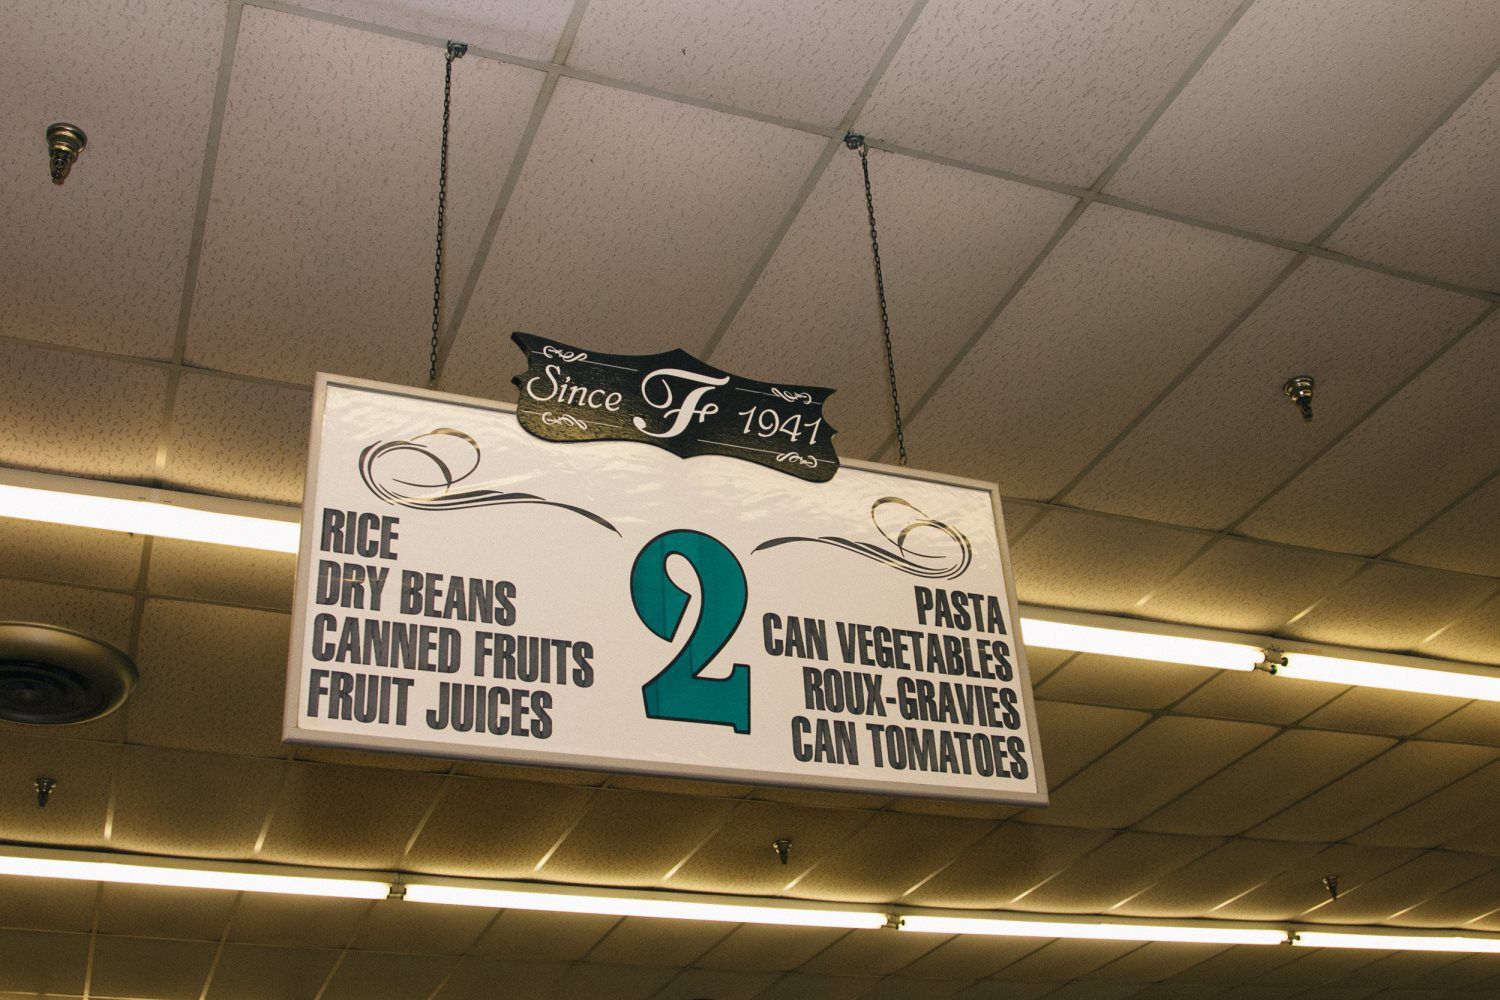 Since F 1941
RICE
DRY BEANS
CANNED FRUITS
FRUIT JUICES
2
PASTA
CAN VEGETABLES
ROUX-GRAVIES
CAN TOMATOES